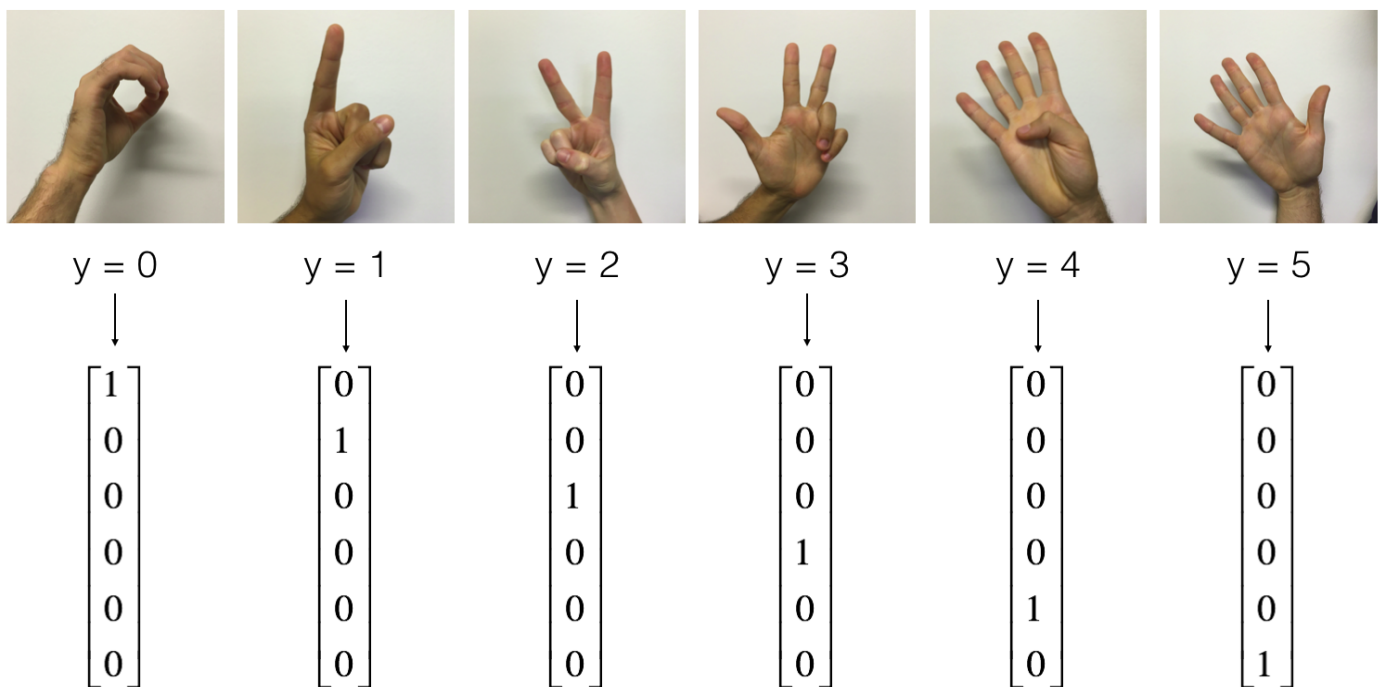 y = 0 y = 1 y = 2 y = 3 y = 4 y = 5
1 0 0 0 0 0
0 1 0 0 0 0
0 0 1 0 0 0
0 0 0 1 0 0
0 0 0 0 1 0
0 0 0 0 0 1